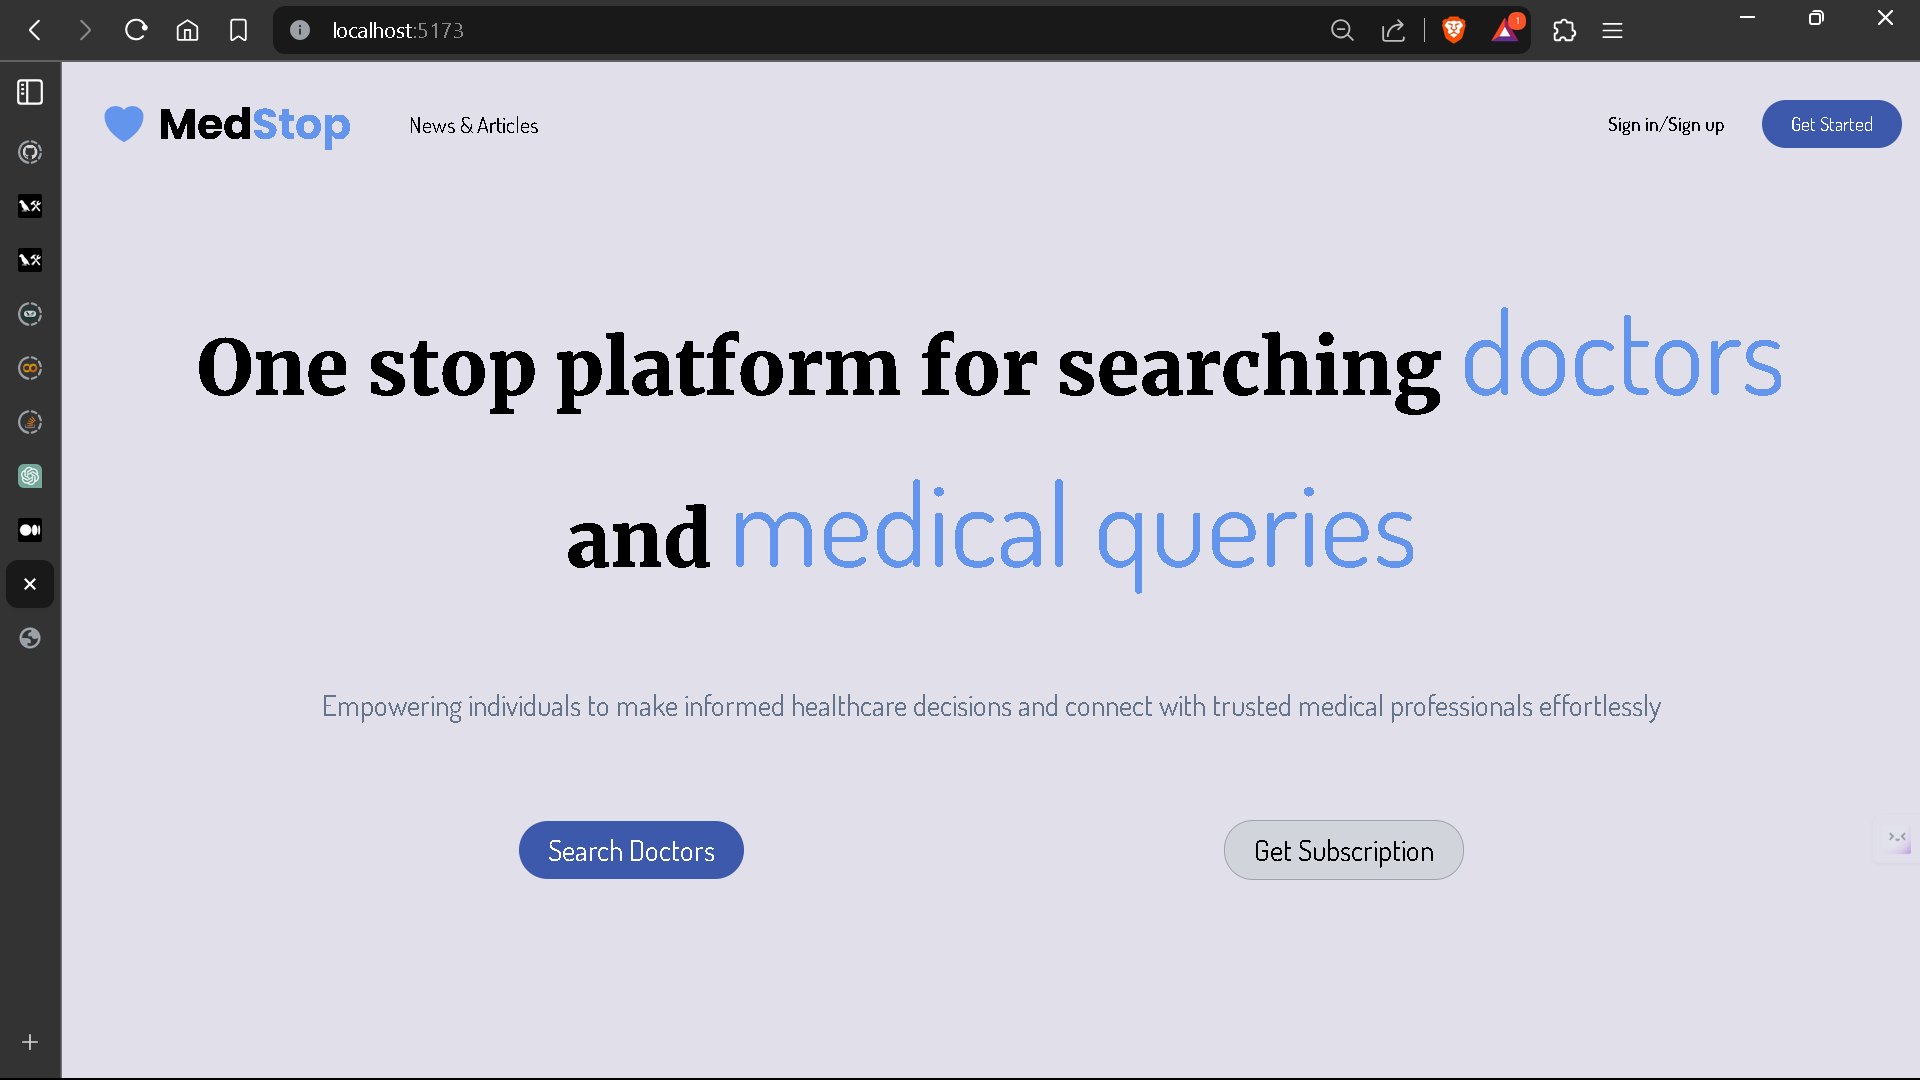 localhost:5173
1
MedStop
News & Articles
Sign in/Sign up
Get Started
One stop platform for searching doctors
and medical queries
Empowering individuals to make informed healthcare decisions and connect with trusted medical professionals effortlessly
Search Doctors
Get Subscription